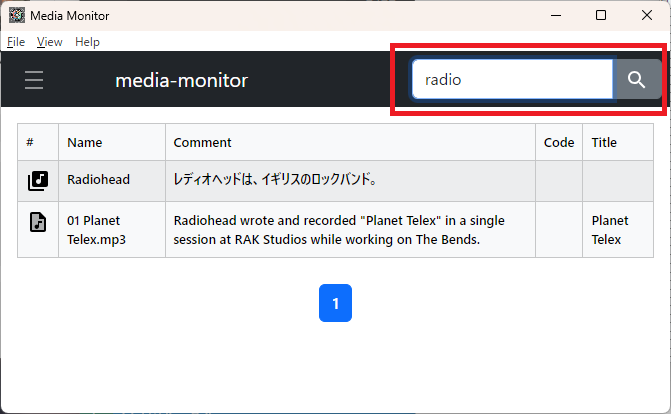 Media Monitor
File View Help
media-monitor radio
# Name Comment Code Title
Radiohead レディオヘッドは、イギリスのロックバンド。
01 Planet Telex.mp3 Radiohead wrote and recorded "Planet Telex" in a single session at RAK Studios while working on The Bends. Planet Telex
1